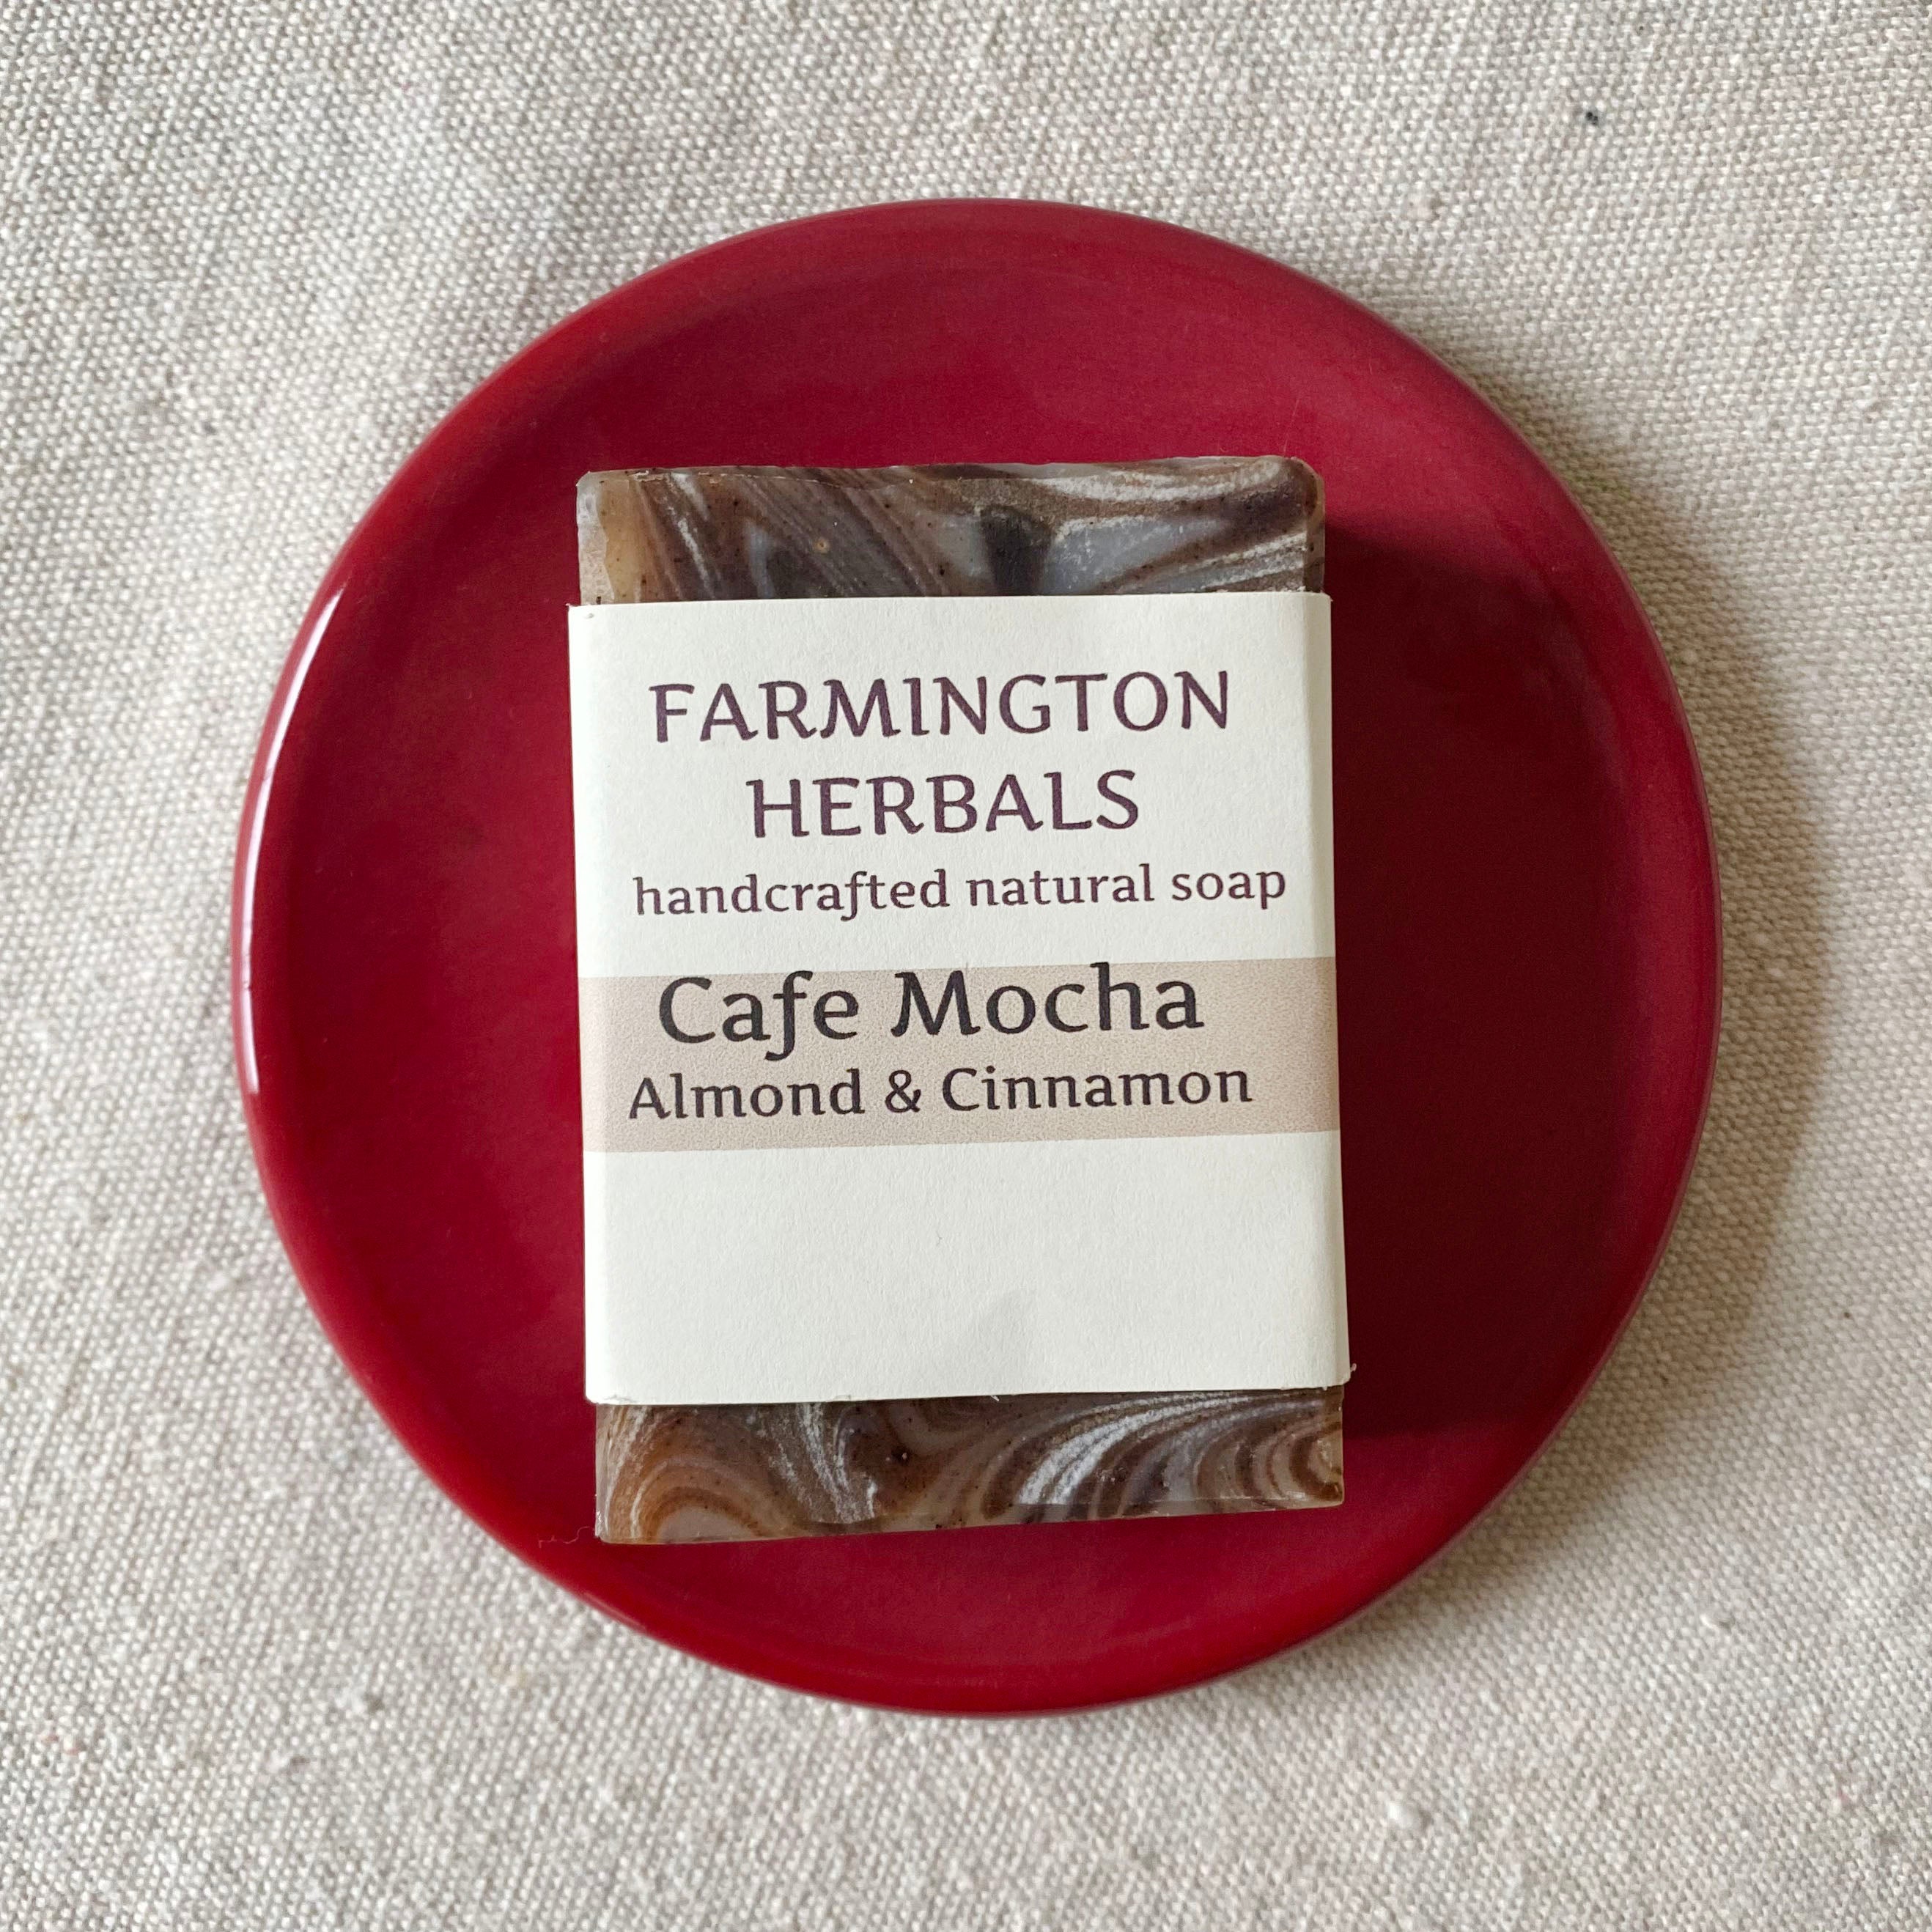 FARMINGTON
HERBALS
handcrafted natural soap
Cafe Mocha
Almond & Cinnamon